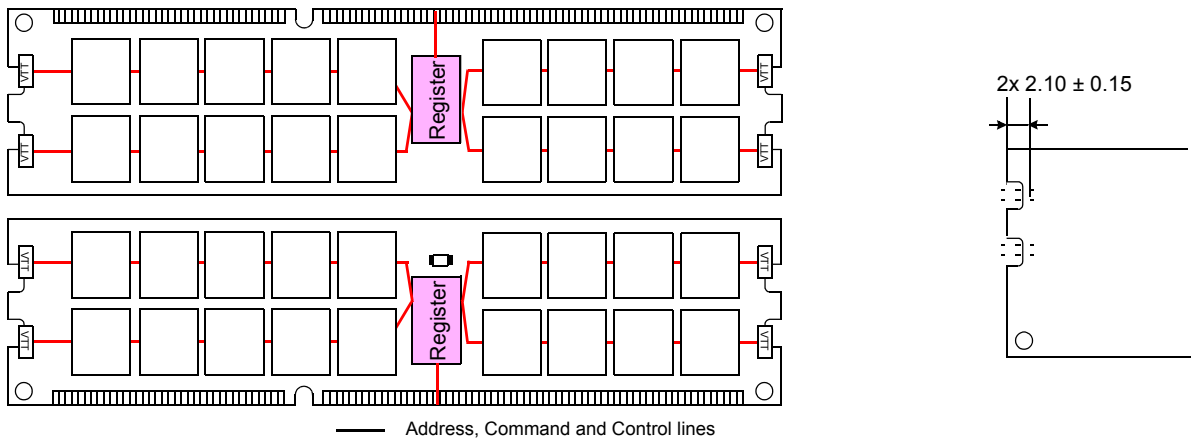 VTT
VTT
Register
VTT
VTT
2x 2.10 ± 0.15
VTT
VTT
Register
VTT
VTT
Address, Command and Control lines